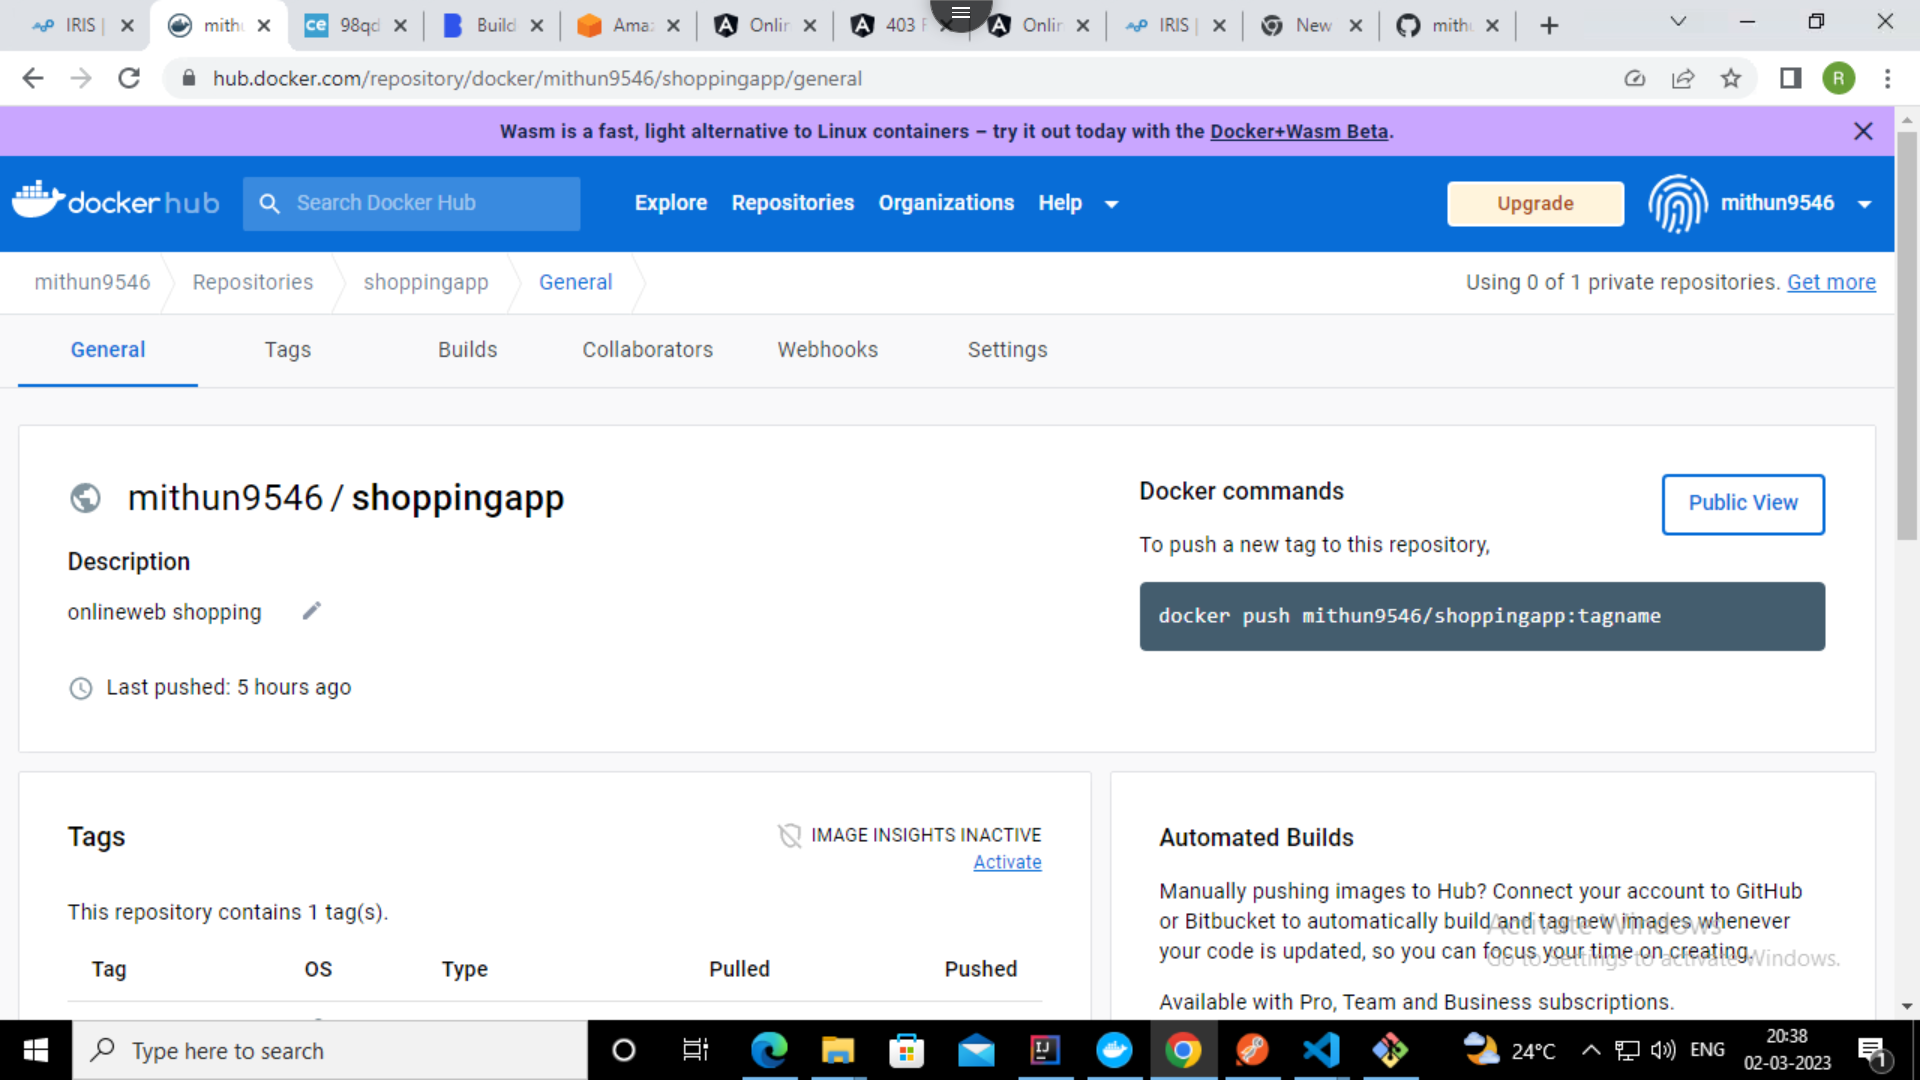 IRIS |
mith
98qd
Build
Ama
Onlin
403 F
Onlin
IRIS |
New
mith
hub.docker.com/repository/docker/mithun9546/shoppingapp/general
R
Wasm is a fast, light alternative to Linux containers – try it out today with the Docker+Wasm Beta.
docker hub
Search Docker Hub
Explore
Repositories
Organizations
Help
Upgrade
mithun9546
mithun9546
Repositories
shoppingapp
General
Using 0 of 1 private repositories. Get more
General
Tags
Builds
Collaborators
Webhooks
Settings
mithun9546 / shoppingapp
Description
onlineweb shopping
Last pushed: 5 hours ago
Docker commands
Public View
To push a new tag to this repository,
docker push mithun9546/shoppingapp:tagname
Tags
IMAGE INSIGHTS INACTIVE
Activate
This repository contains 1 tag(s).
Tag
OS
Type
Pulled
Pushed
Automated Builds
Manually pushing images to Hub? Connect your account to GitHub
or Bitbucket to automatically build and tag new images whenever
your code is updated, so you can focus your time on creating.
Available with Pro, Team and Business subscriptions.
Activate Windows
Go to Settings to activate Windows.
Type here to search
24°C
ENG
20:38
02-03-2023
1